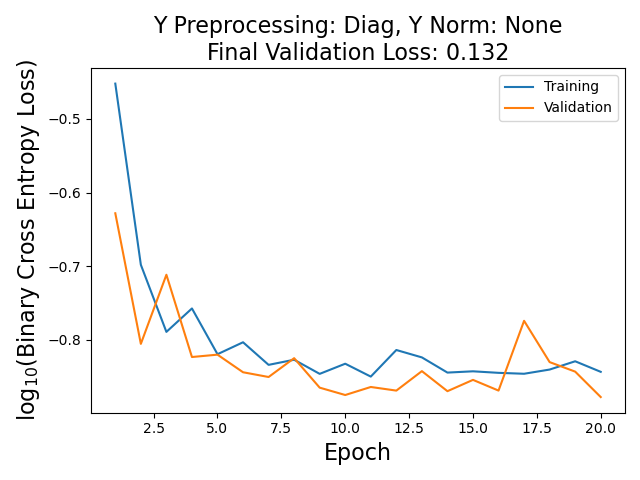 Y Preprocessing: Diag, Y Norm: None
Final Validation Loss: 0.132
Training
Validation
−0.5
−0.6
−0.7
−0.8
log₁₀(Binary Cross Entropy Loss)
2.5 5.0 7.5 10.0 12.5 15.0 17.5 20.0
Epoch